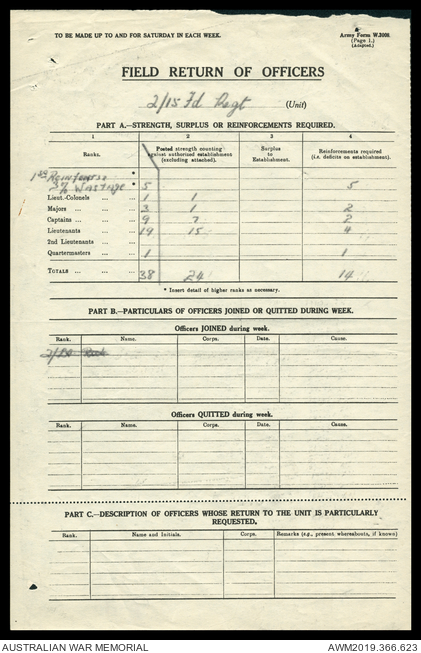 TO BE MADE UP TO AND FOR SATURDAY IN EACH WEEK.
Army Form W.3008.
(Page 1.)
(Adapted.)
FIELD RETURN OF OFFICERS
2/15 Fd Regt (Unit)
PART A.—STRENGTH, SURPLUS OR REINFORCEMENTS REQUIRED.
1 2 3 4
Ranks. Posted strength counting against authorised establishment (excluding attached). Surplus to Establishment. Reinforcements required (i.e. deficits on establishment).
1st Reinforcts *
3% Wastage * 5 5
Lieut.-Colonels ... ... 1 1
Majors ... ... ... 3 1 2
Captains ... ... ... 9 7 2
Lieutenants ... ... 19 15 4
2nd Lieutenants ... ...
Quartermasters ... ... 1 1
TOTALS ... ... ... 38 24 14
* Insert detail of higher ranks as necessary.
PART B.—PARTICULARS OF OFFICERS JOINED OR QUITTED DURING WEEK.
Officers JOINED during week.
Rank. Name. Corps. Date. Cause.
Officers QUITTED during week.
Rank. Name. Corps. Date. Cause.
PART C.—DESCRIPTION OF OFFICERS WHOSE RETURN TO THE UNIT IS PARTICULARLY
REQUESTED.
Rank. Name and Initials. Corps. Remarks (e.g., present whereabouts, if known)
AUSTRALIAN WAR MEMORIAL AWM2019.366.623